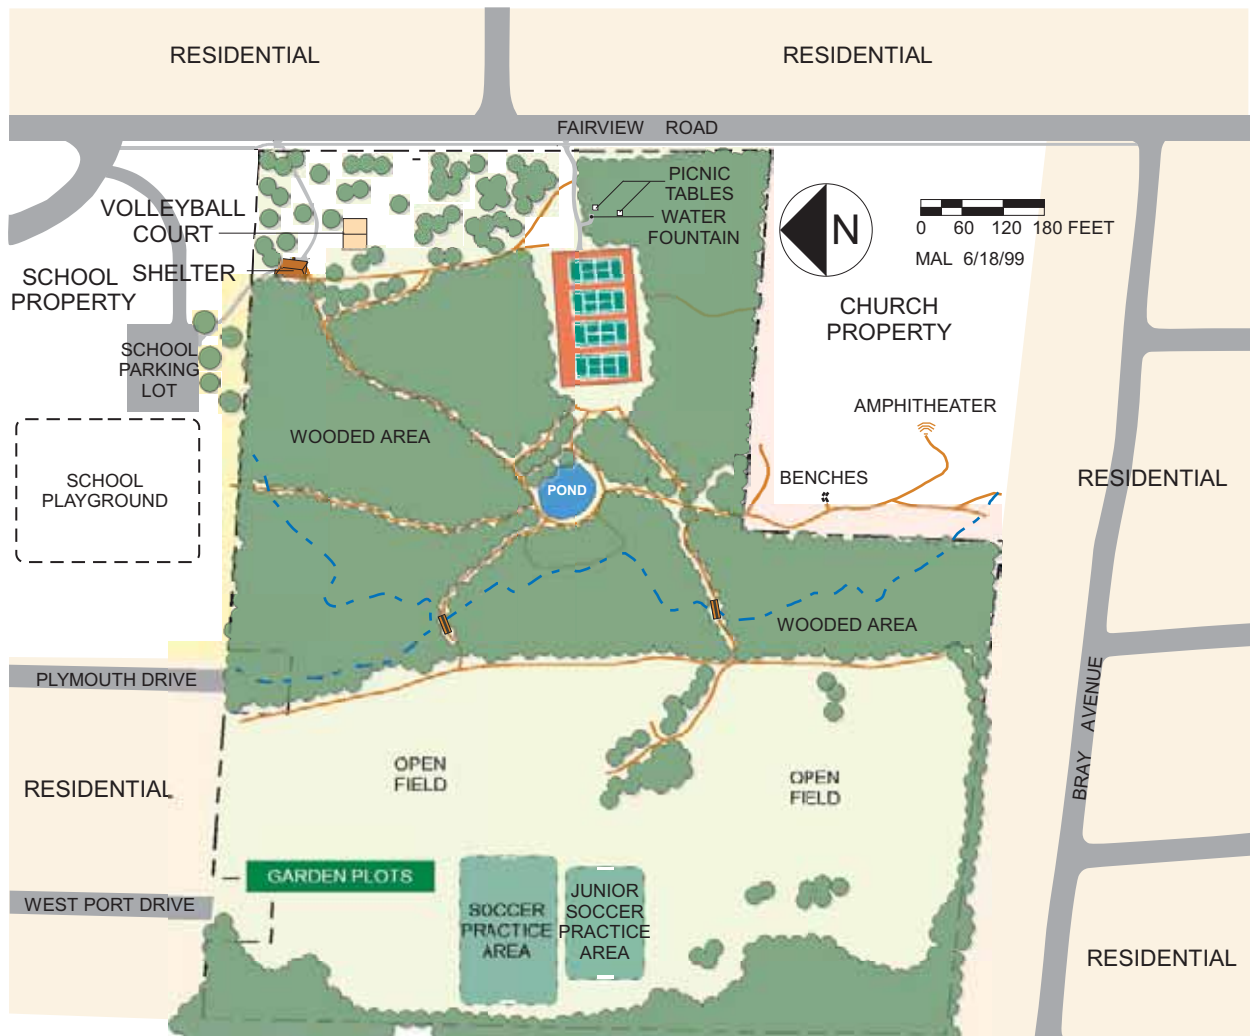 RESIDENTIAL
RESIDENTIAL
FAIRVIEW ROAD
PICNIC
TABLES
WATER
FOUNTAIN
VOLLEYBALL
COURT
SHELTER
SCHOOL
PROPERTY
N
0 60 120 180 FEET
MAL 6/18/99
CHURCH
PROPERTY
SCHOOL
PARKING
LOT
AMPHITHEATER
WOODED AREA
BENCHES
RESIDENTIAL
SCHOOL
PLAYGROUND
POND
WOODED AREA
PLYMOUTH DRIVE
BRAY AVENUE
OPEN
FIELD
OPEN
FIELD
RESIDENTIAL
GARDEN PLOTS
WEST PORT DRIVE
SOCCER
PRACTICE
AREA
JUNIOR
SOCCER
PRACTICE
AREA
RESIDENTIAL